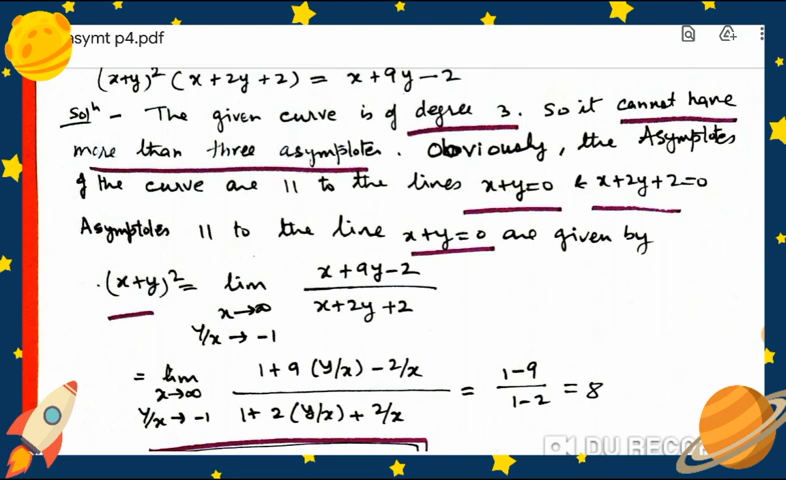 asymt p4.pdf
(x+y)² (x+2y+2) = x+9y-2
Solⁿ - The given curve is of degree 3. So it cannot have
more than three asymptotes. Obviously, the Asymptotes
of the curve are || to the lines x+y=0 & x+2y+2=0
Asymptotes || to the line x+y=0 are given by
(x+y)² = lim x→∞ y/x→-1 (x+9y-2)/(x+2y+2)
= lim x→∞ y/x→-1 (1+9(y/x)-2/x)/(1+2(y/x)+2/x) = (1-9)/(1-2) = 8
DU RECO